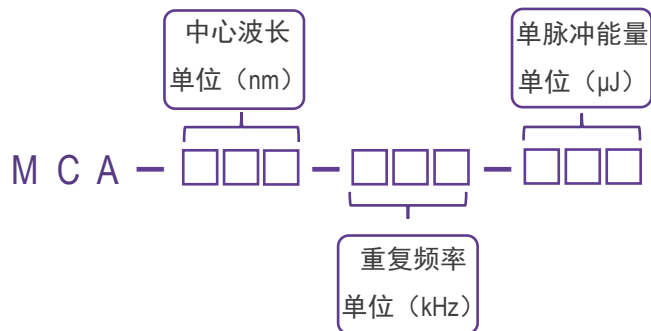 中心波长
单位（nm）
单脉冲能量
单位（μJ）
MCA－□□□－□□□－□□□
重复频率
单位（kHz）